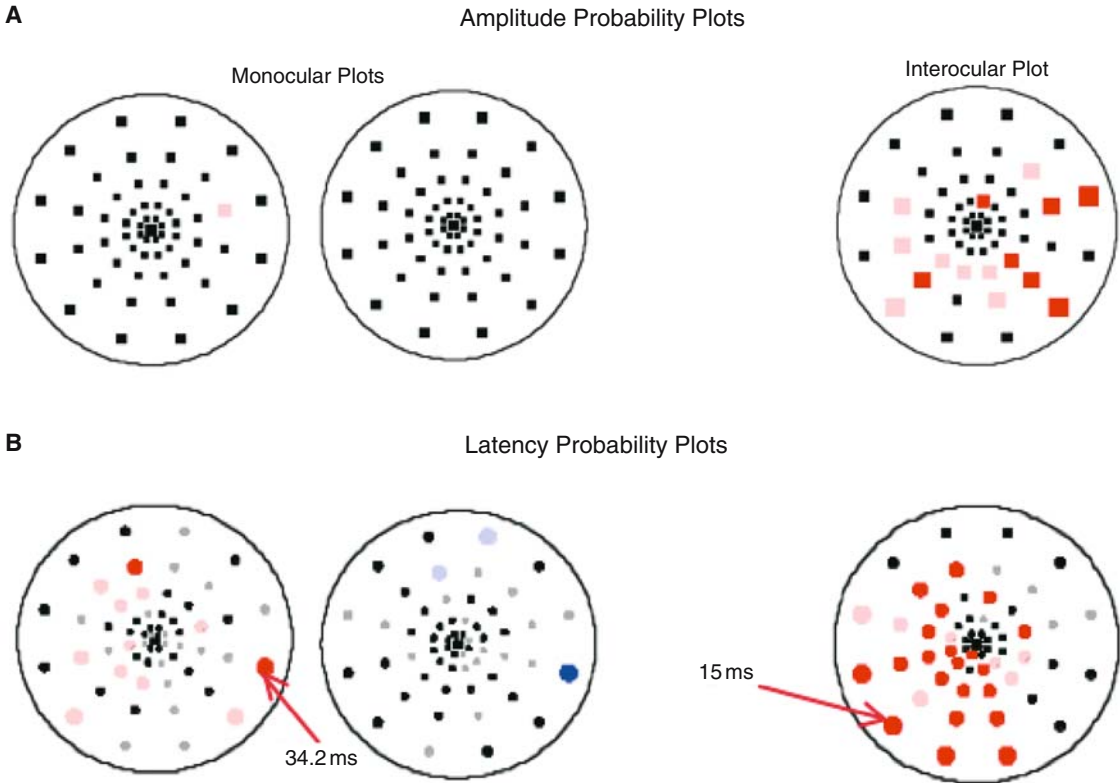 A
Amplitude Probability Plots
Monocular Plots
Interocular Plot
B
Latency Probability Plots
15 ms
34.2 ms